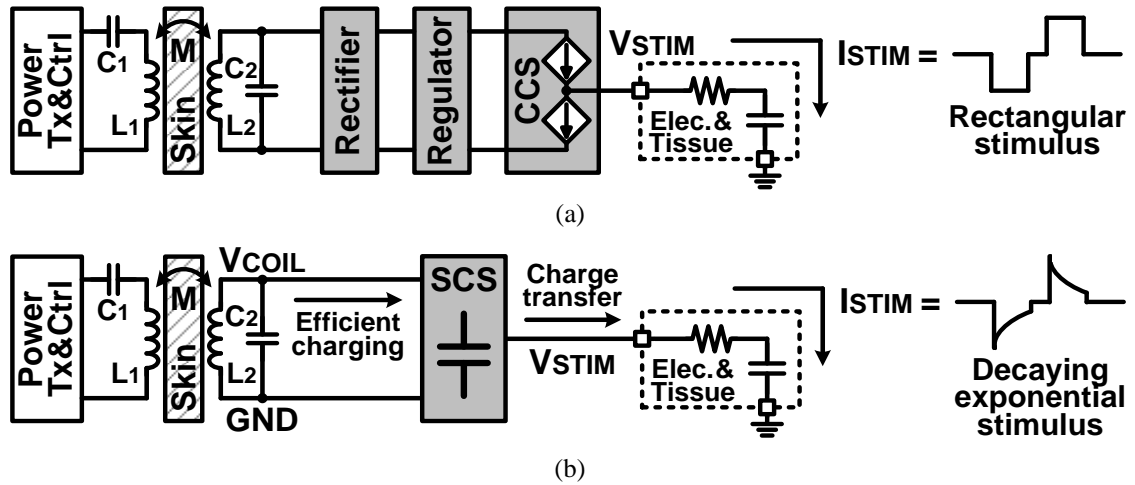 Power
Tx&Ctrl
C1
L1
M
Skin
C2
L2
Rectifier
Regulator
CCS
VSTIM
Elec.&
Tissue
ISTIM =
Rectangular
stimulus
(a)
Power
Tx&Ctrl
C1
L1
M
Skin
VCOIL
C2
L2
GND
Efficient
charging
SCS
Charge
transfer
VSTIM
Elec.&
Tissue
ISTIM =
Decaying
exponential
stimulus
(b)